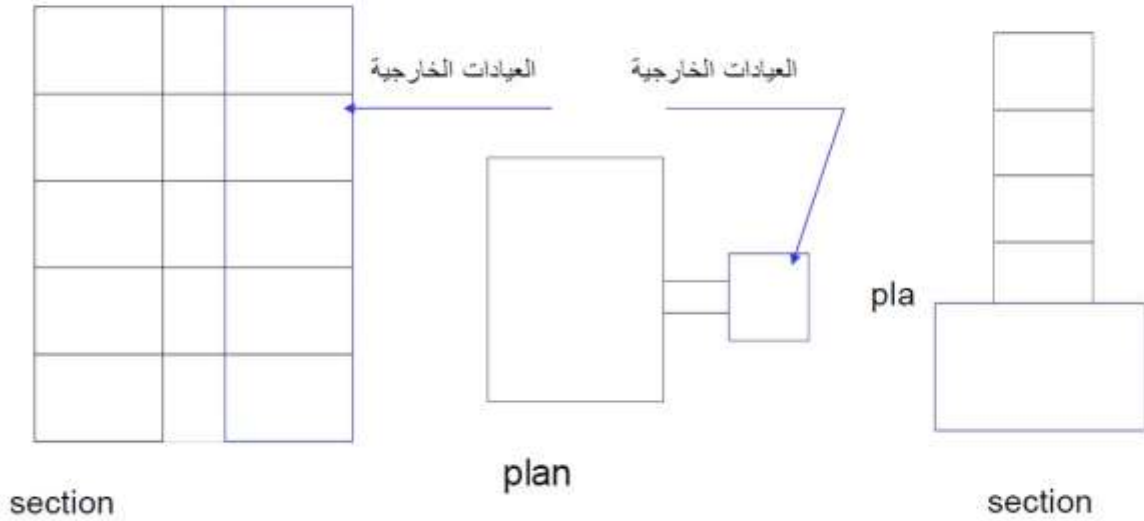 العيادات الخارجية
العيادات الخارجية
pla
plan
section
section